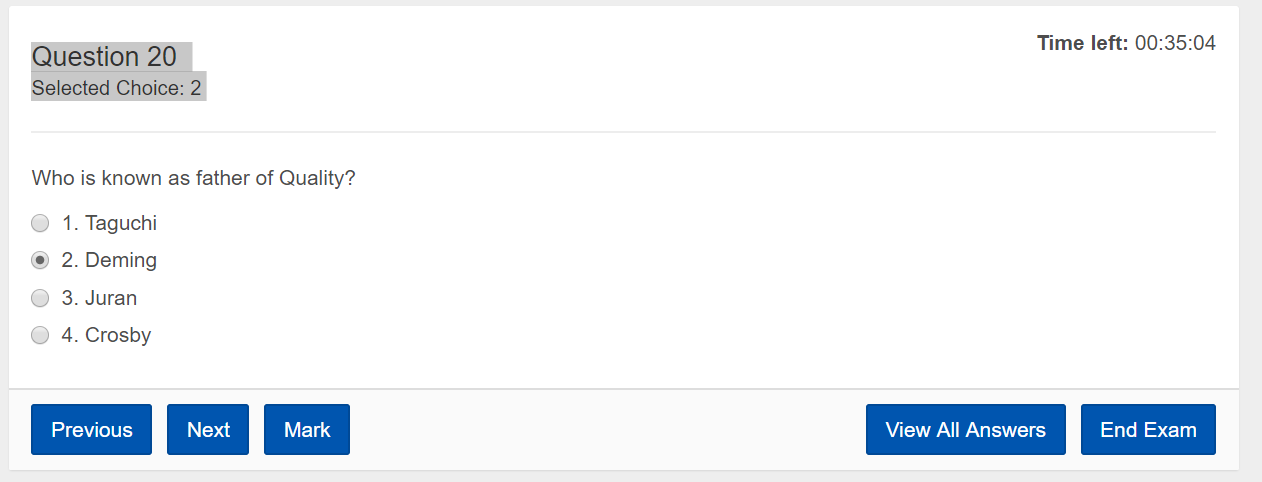 Question 20
Selected Choice: 2
Time left: 00:35:04
Who is known as father of Quality?
1. Taguchi
2. Deming
3. Juran
4. Crosby
Previous Next Mark View All Answers End Exam